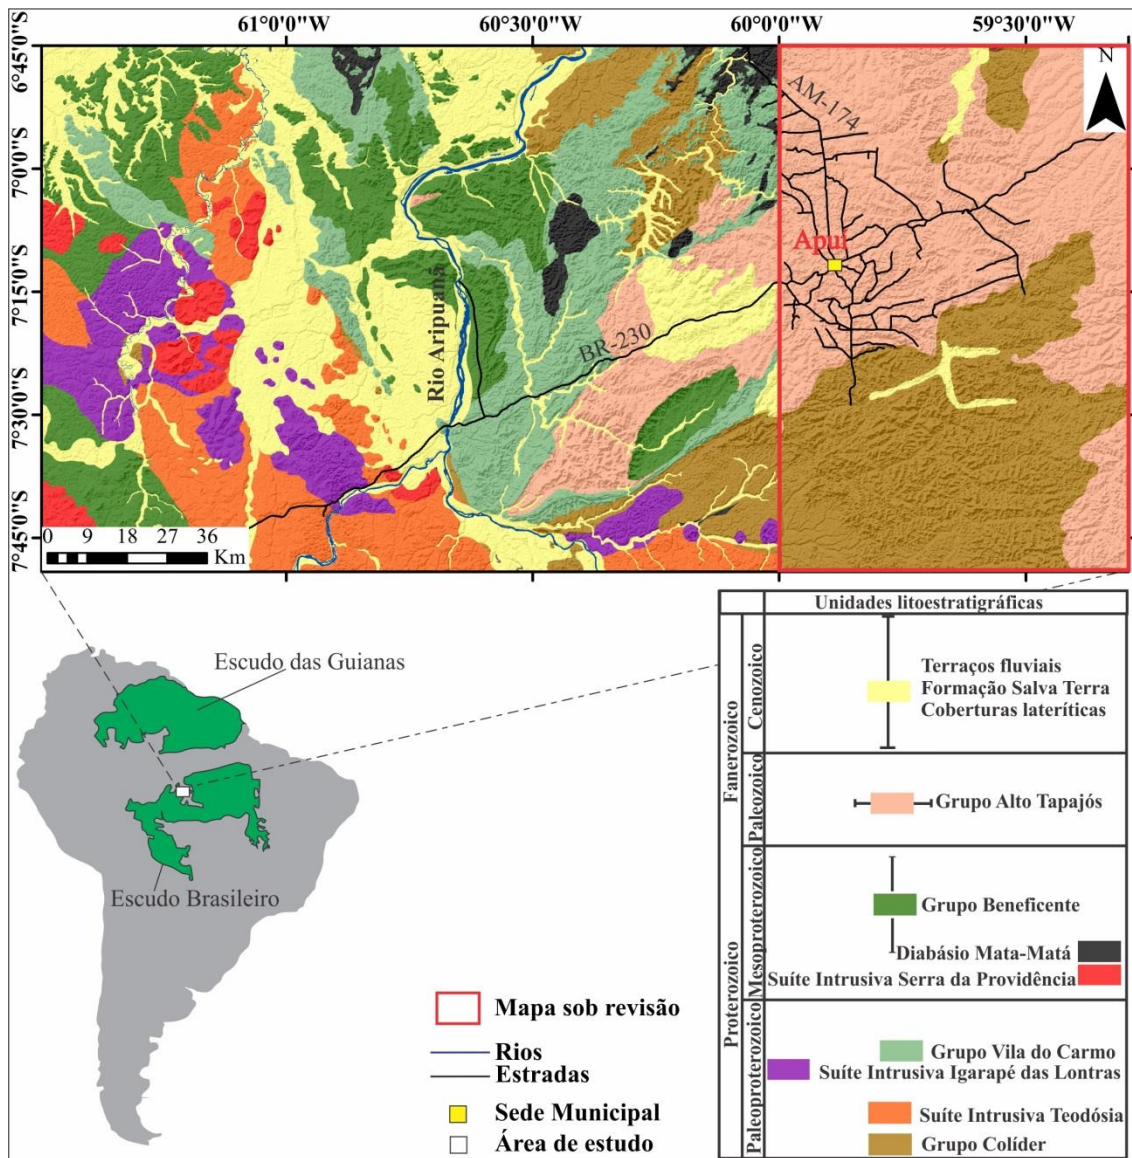 61°0'0"W 60°30'0"W 60°0'0"W 59°30'0"W
6°45'0"S
7°0'0"S
7°15'0"S
7°30'0"S
7°45'0"S
N
AM-174
Apuí
Rio Aripuanã
BR-230
0 9 18 27 36
Km
Escudo das Guianas
Escudo Brasileiro
Mapa sob revisão
Rios
Estradas
Sede Municipal
Área de estudo
Unidades litoestratigráficas
Fanerozoico
Cenozoico
Terraços fluviais
Formação Salva Terra
Coberturas lateríticas
Paleozoico
Grupo Alto Tapajós
Proterozoico
Mesoproterozoico
Grupo Beneficente
Diabásio Mata-Matá
Suíte Intrusiva Serra da Providência
Paleoproterozoico
Grupo Vila do Carmo
Suíte Intrusiva Igarapé das Lontras
Suíte Intrusiva Teodósia
Grupo Colíder